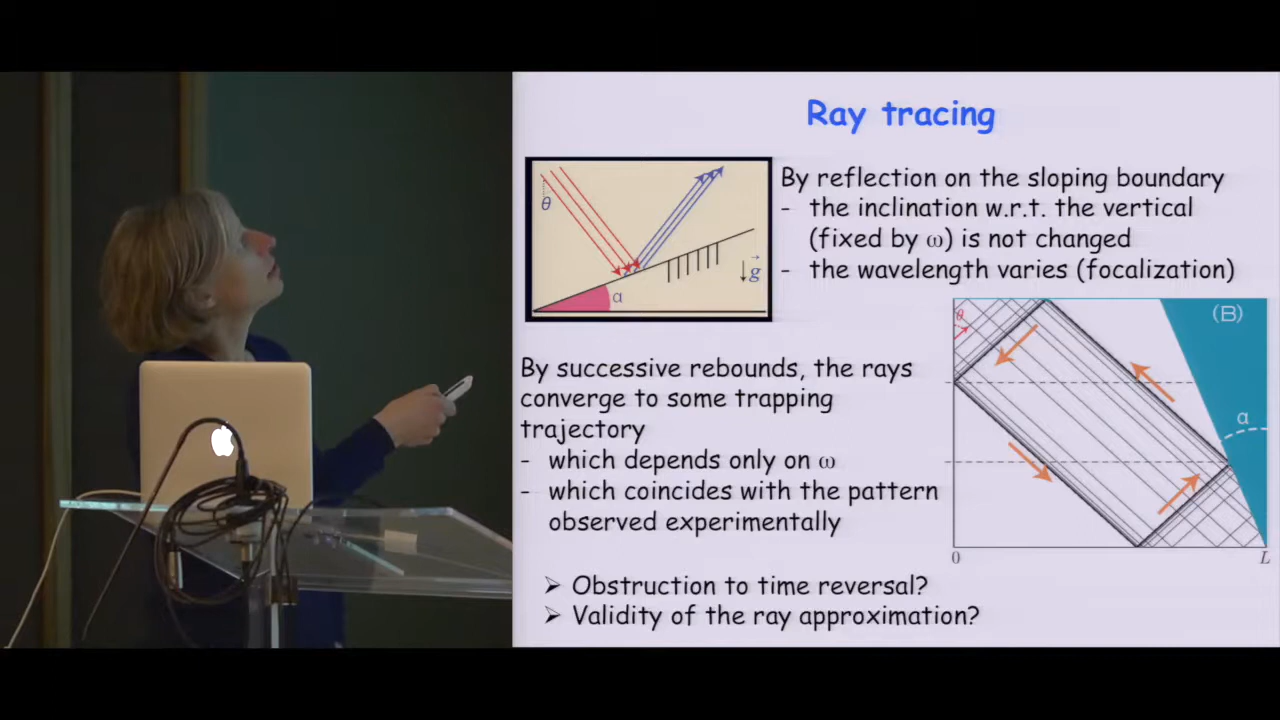 Ray tracing
θ
α
g
By reflection on the sloping boundary
- the inclination w.r.t. the vertical
(fixed by ω) is not changed
- the wavelength varies (focalization)
By successive rebounds, the rays
converge to some trapping
trajectory
- which depends only on ω
- which coincides with the pattern
observed experimentally
θ
(B)
α
0
L
➢ Obstruction to time reversal?
➢ Validity of the ray approximation?